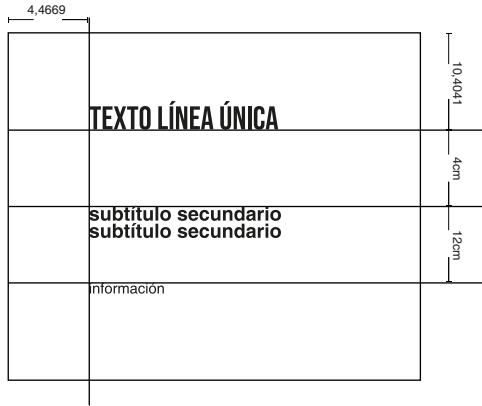 4,4669
10,4041
TEXTO LÍNEA ÚNICA
4cm
subtítulo secundario
subtítulo secundario
12cm
información